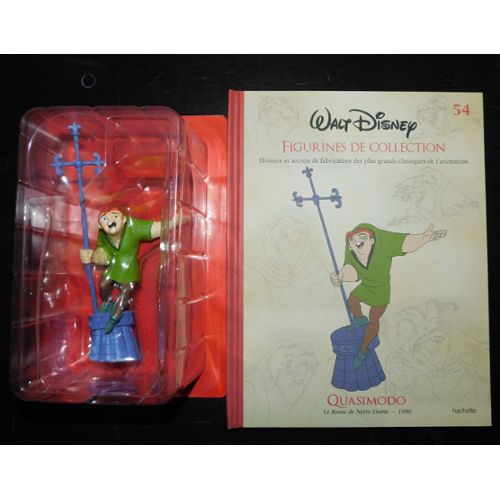 54
WALT DISNEY
FIGURINES DE COLLECTION
Histoire et secrets de fabrication des plus grands classiques de l'animation
QUASIMODO
Le Bossu de Notre Dame — 1996
hachette